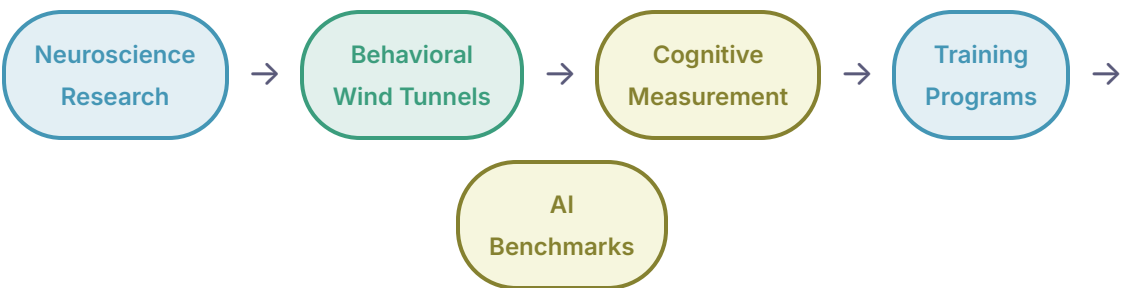 Neuroscience
Research
→
Behavioral
Wind Tunnels
→
Cognitive
Measurement
→
Training
Programs
→
AI
Benchmarks